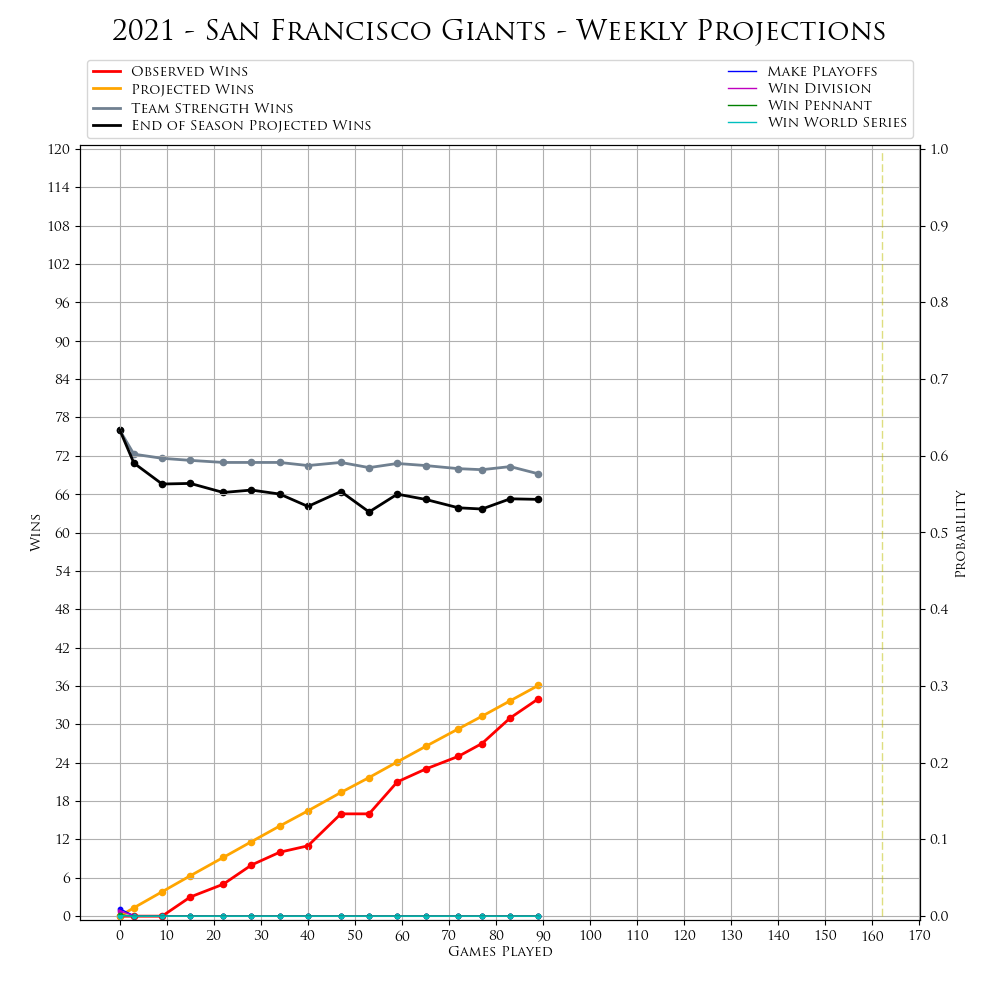 2021 - San Francisco Giants - Weekly Projections
Observed Wins
Projected Wins
Team Strength Wins
End of Season Projected Wins
Make Playoffs
Win Division
Win Pennant
Win World Series
120
114
108
102
96
90
84
78
72
66
60
54
48
42
36
30
24
18
12
6
0
Wins
1.0
0.9
0.8
0.7
0.6
0.5
0.4
0.3
0.2
0.1
0.0
Probability
0 10 20 30 40 50 60 70 80 90 100 110 120 130 140 150 160 170
Games Played